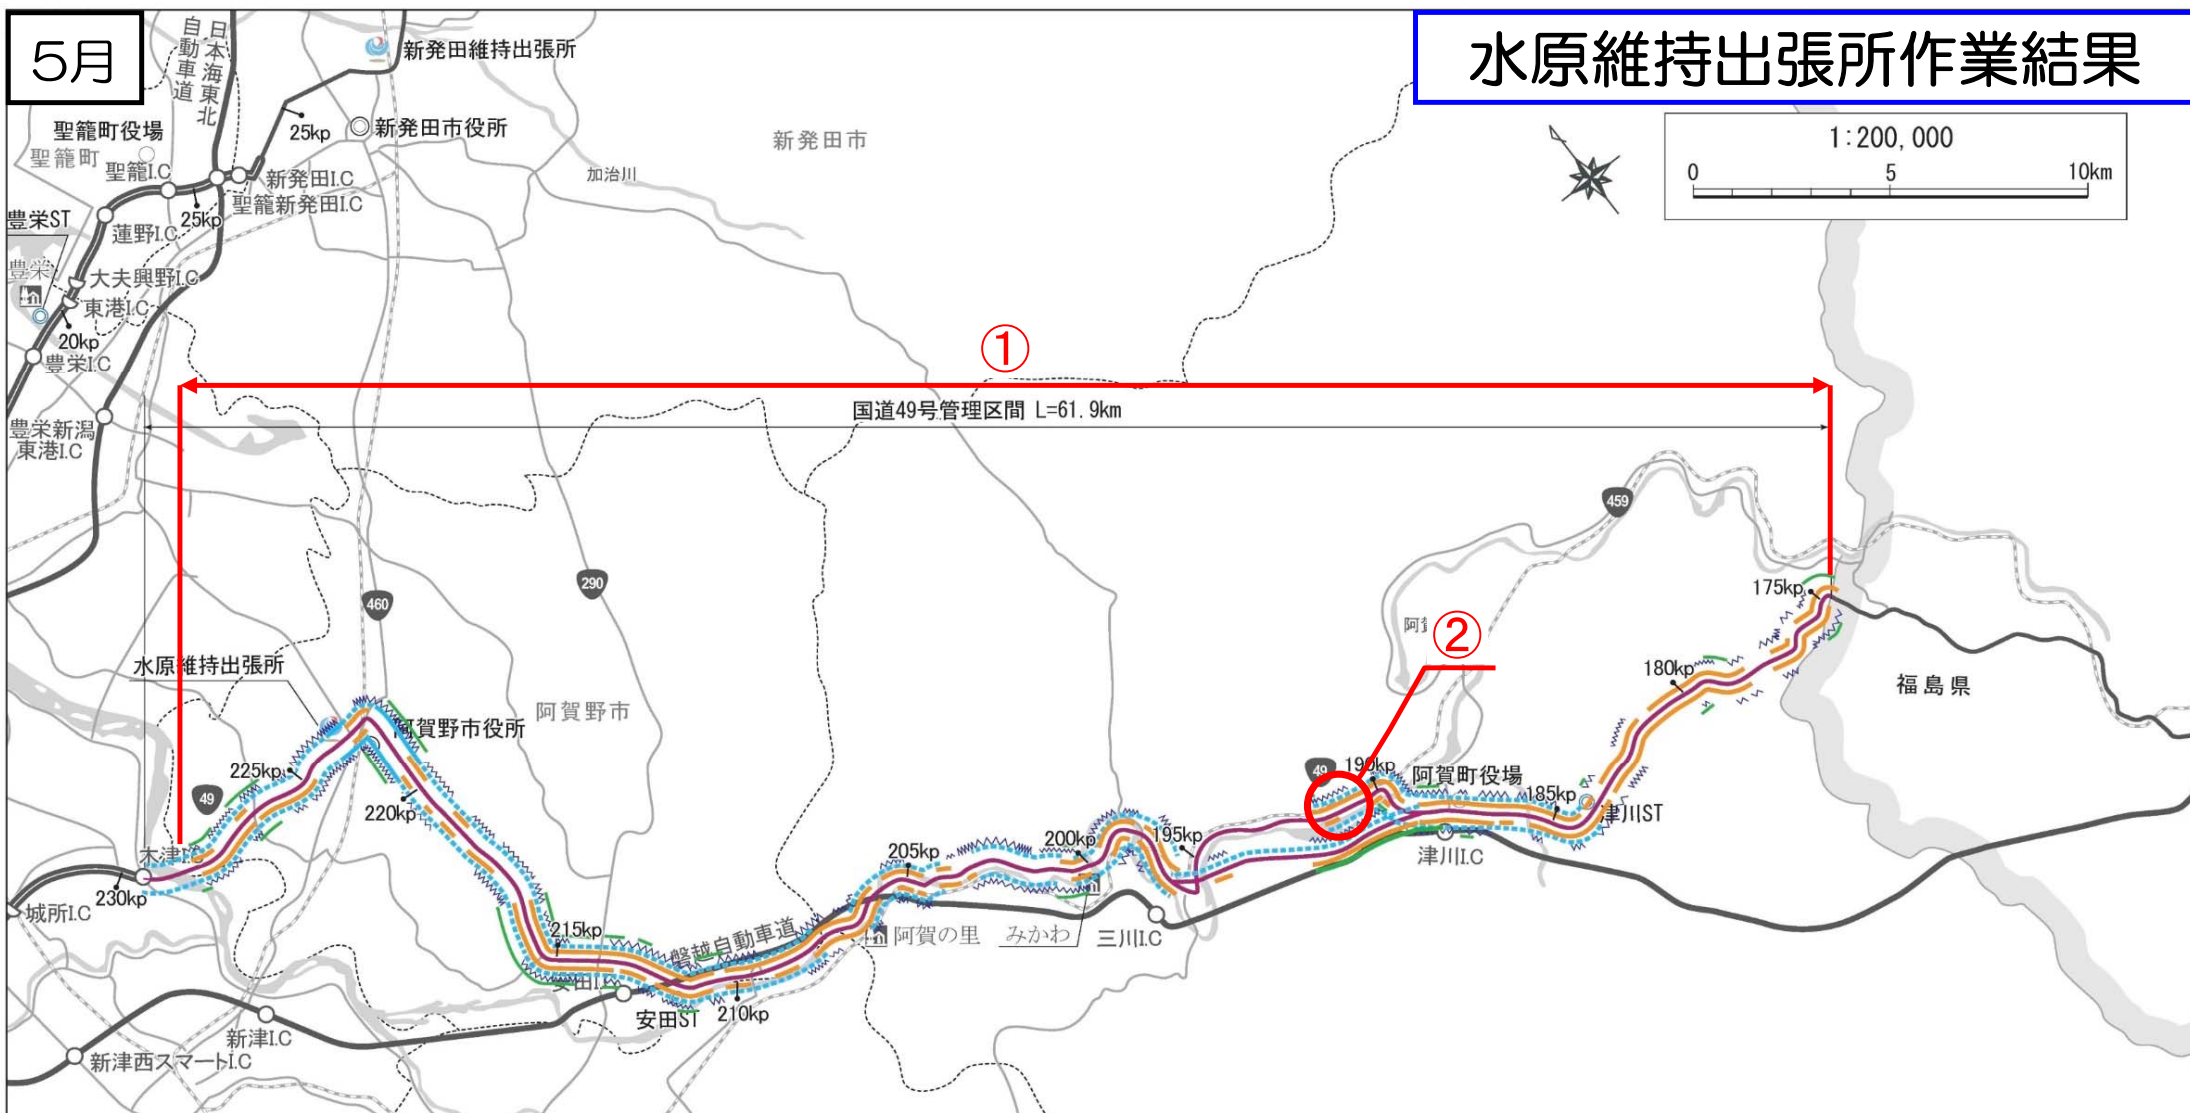 5月
水原維持出張所作業結果
日本海東北
自動車道
新発田維持出張所
25kp
新発田市役所
聖籠町役場
聖籠町
聖籠I.C
新発田I.C
聖籠新発田I.C
25kp
新発田市
加治川
1:200,000
0 5 10km
豊栄ST
蓮野I.C
豊栄
大夫興野I.C
東港I.C
20kp
豊栄I.C
豊栄新潟
東港I.C
①
国道49号管理区間 L=61.9km
459
290
460
175kp
②
水原維持出張所
阿賀野市
阿賀野市役所
180kp
福島県
225kp
49
220kp
49
190kp
阿賀町役場
185kp
津川ST
木津I.C
230kp
城所I.C
205kp
200kp
195kp
津川I.C
215kp
磐越自動車道
阿賀の里
みかわ
三川I.C
安田I.C
安田ST
210kp
新津I.C
新津西スマートI.C